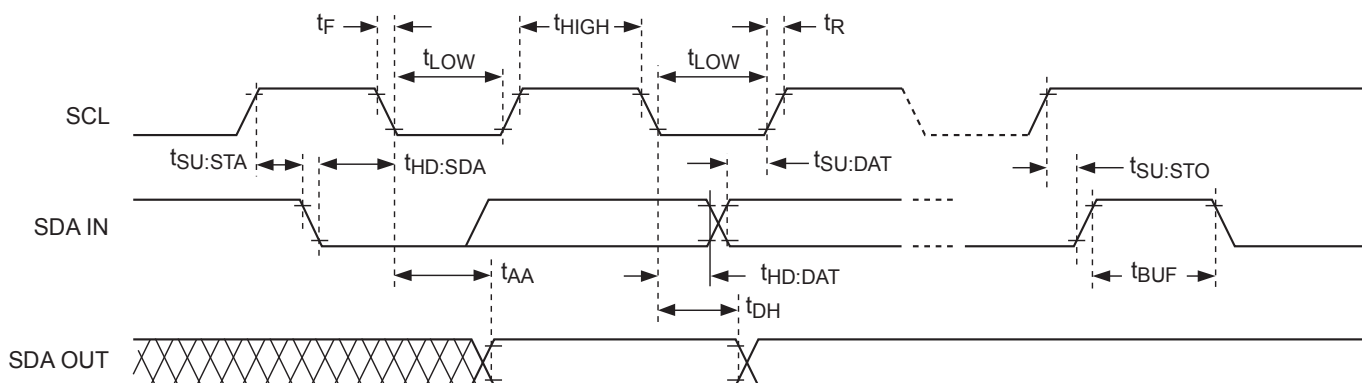 tF tHIGH tR
tLOW tLOW
SCL
tSU:STA tHD:SDA tSU:DAT tSU:STO
SDA IN
tAA tHD:DAT tBUF
tDH
SDA OUT